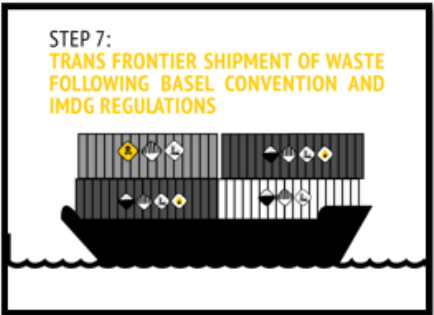 STEP 7:
TRANS FRONTIER SHIPMENT OF WASTE
FOLLOWING BASEL CONVENTION AND
IMDG REGULATIONS